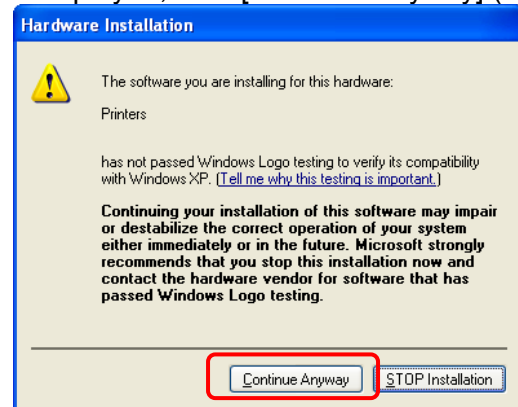 Hardware Installation
The software you are installing for this hardware:
Printers
has not passed Windows Logo testing to verify its compatibility
with Windows XP. (Tell me why this testing is important.)
Continuing your installation of this software may impair
or destabilize the correct operation of your system
either immediately or in the future. Microsoft strongly
recommends that you stop this installation now and
contact the hardware vendor for software that has
passed Windows Logo testing.
Continue Anyway STOP Installation